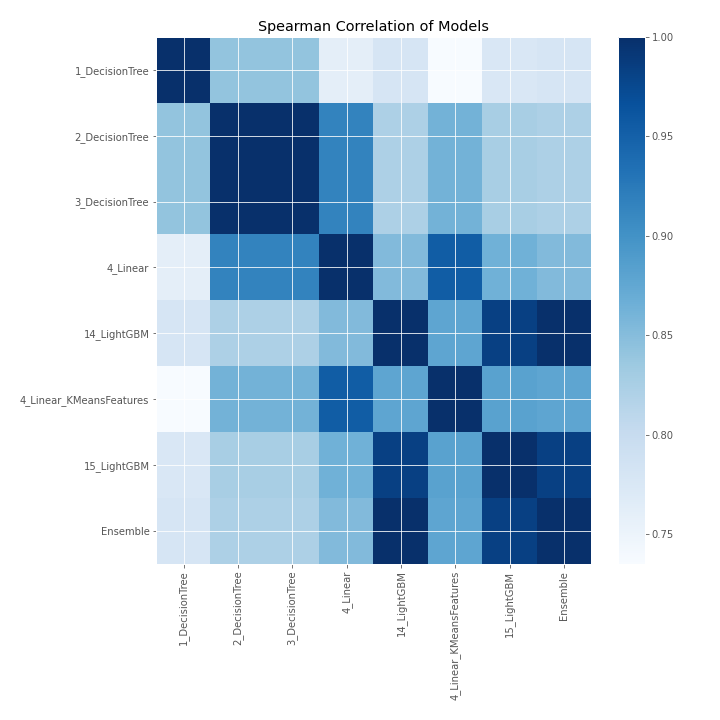 Spearman Correlation of Models
1_DecisionTree
2_DecisionTree
3_DecisionTree
4_Linear
14_LightGBM
4_Linear_KMeansFeatures
15_LightGBM
Ensemble
1_DecisionTree
2_DecisionTree
3_DecisionTree
4_Linear
14_LightGBM
4_Linear_KMeansFeatures
15_LightGBM
Ensemble
1.00
0.95
0.90
0.85
0.80
0.75